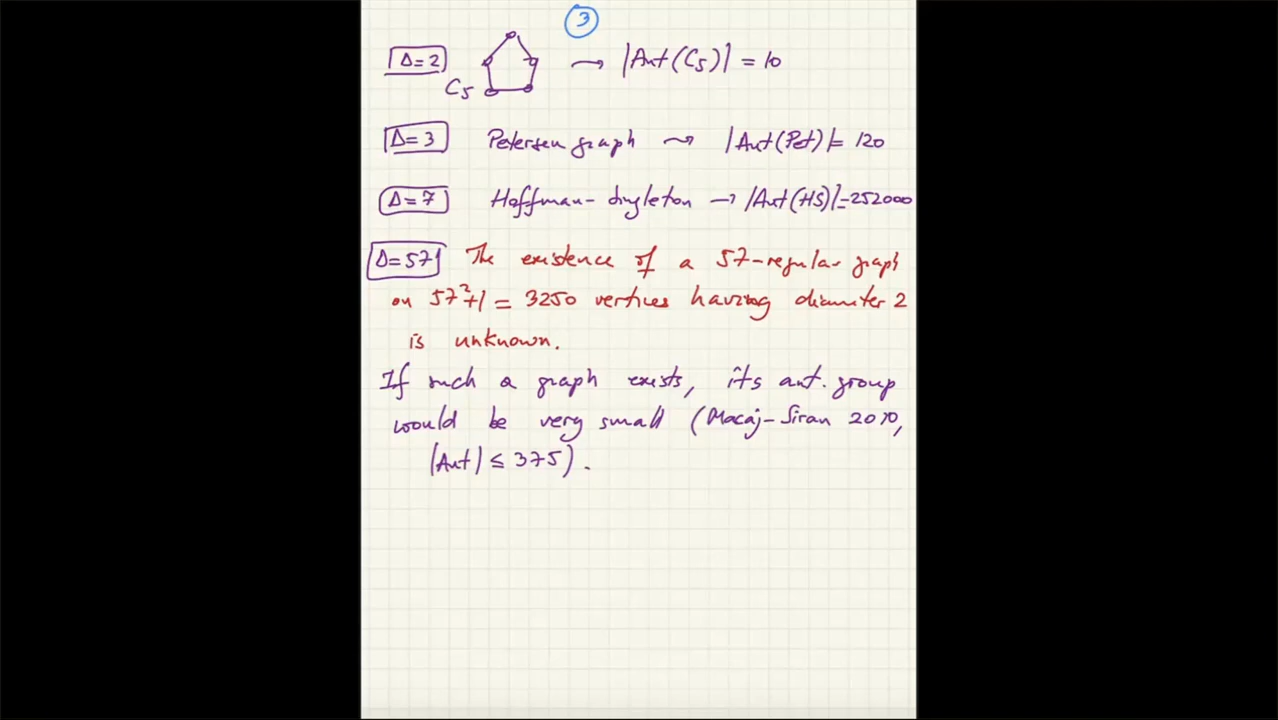 3
Δ=2 C5 → |Aut(C5)| = 10
Δ=3 Petersen graph → |Aut(Pet)|= 120
Δ=7 Hoffman-Singleton → |Aut(HS)|=252000
Δ=57 The existence of a 57-regular graph
on 57²+1 = 3250 vertices having diameter 2
is unknown.
If such a graph exists, its aut. group
would be very small (Macaj-Siran 2010,
|Aut| ≤ 375).